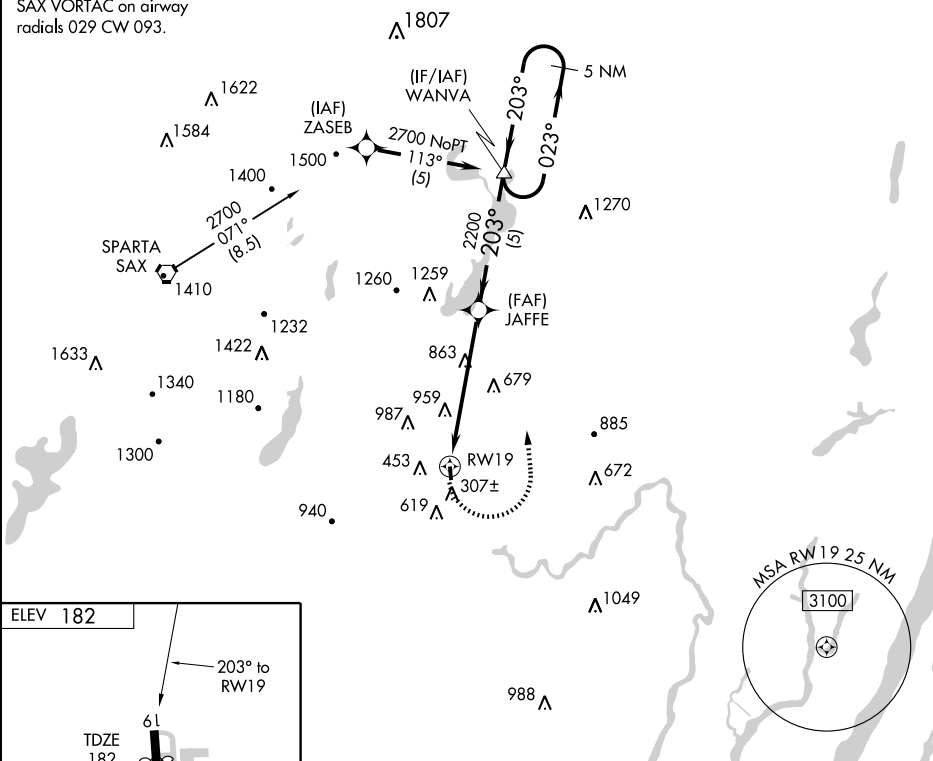 SAX VORTAC on airway
radials 029 CW 093.
1807
5 NM
(IF/IAF)
WANVA
203°
023°
1622
1584
(IAF)
ZASEB
1500
2700 NoPT
113°
(5)
1400
2700
071°
(8.5)
1270
SPARTA
SAX
1410
2200
203°
(5)
1260
1259
(FAF)
JAFFE
1232
1422
1633
863
679
1340
1180
959
987
885
1300
453
RW19
307±
672
619
940
MSA RW19 25 NM
3100
1049
988
ELEV 182
203° to
RW19
19
TDZE
182